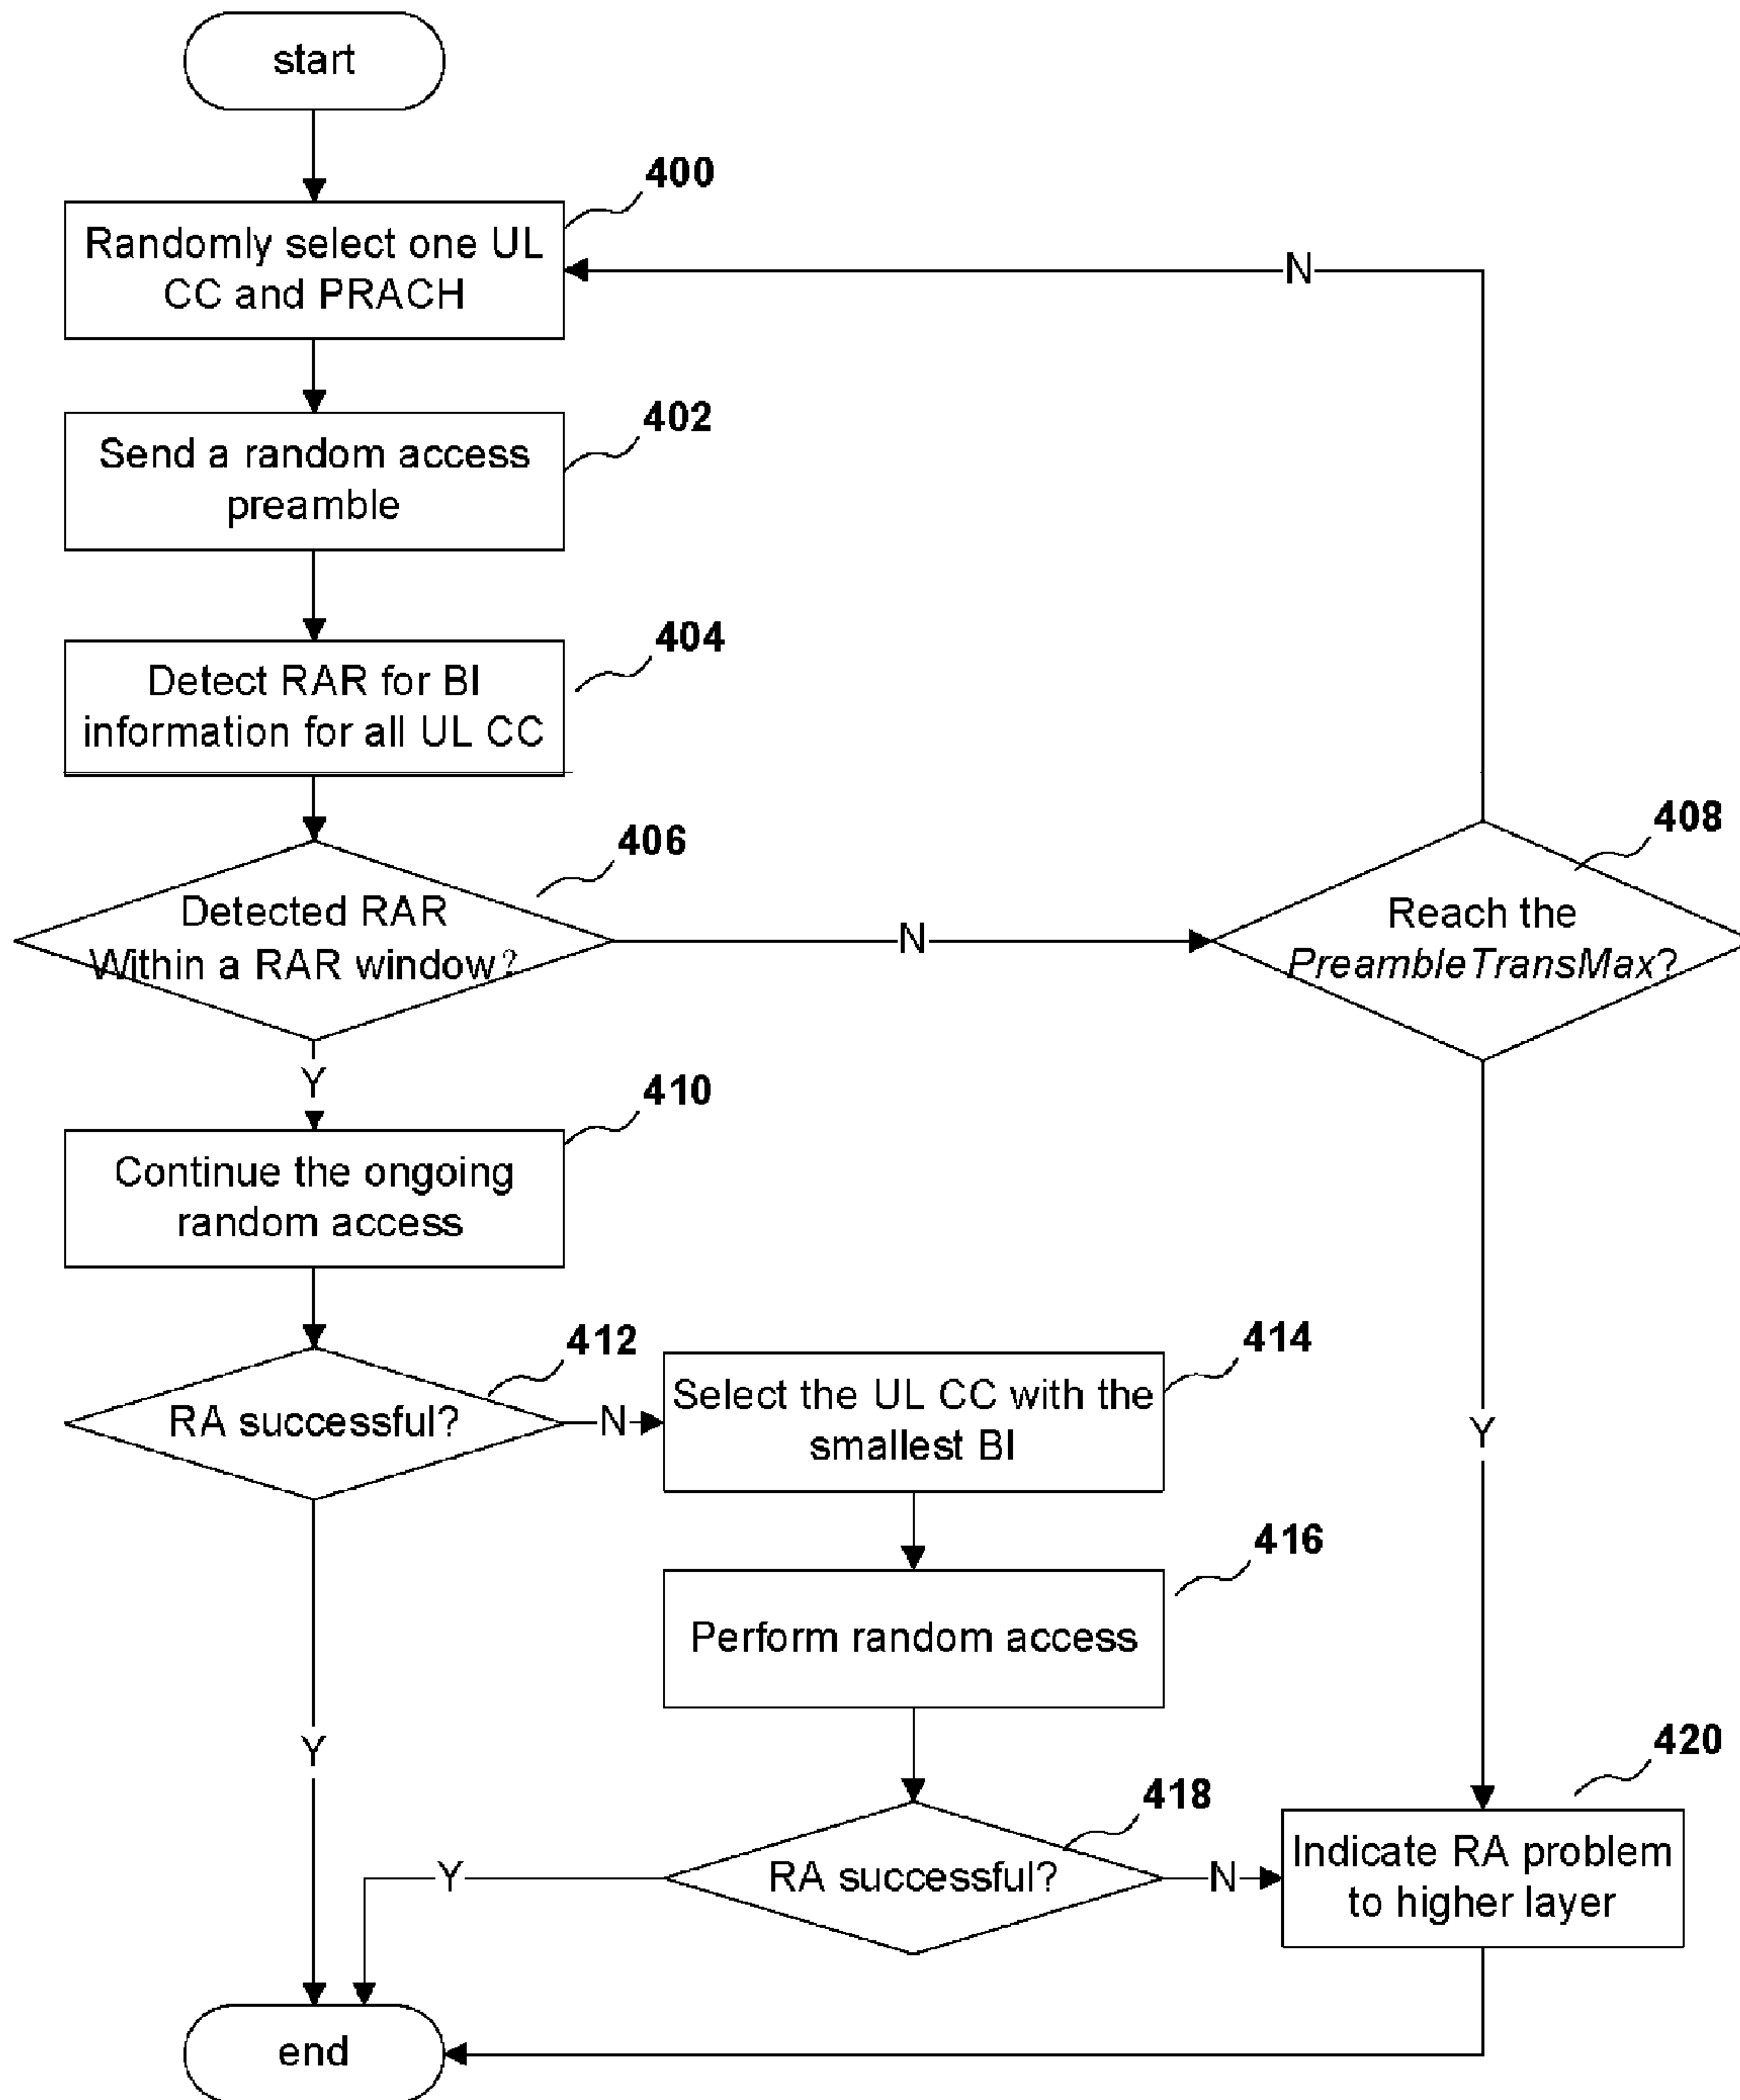 start
400
Randomly select one UL
CC and PRACH
N
402
Send a random access
preamble
404
Detect RAR for BI
information for all UL CC
406
Detected RAR
Within a RAR window?
N
408
Reach the
PreambleTransMax?
Y
410
Continue the ongoing
random access
412
RA successful?
N
414
Select the UL CC with the
smallest BI
Y
416
Perform random access
Y
418
RA successful?
Y
N
420
Indicate RA problem
to higher layer
end